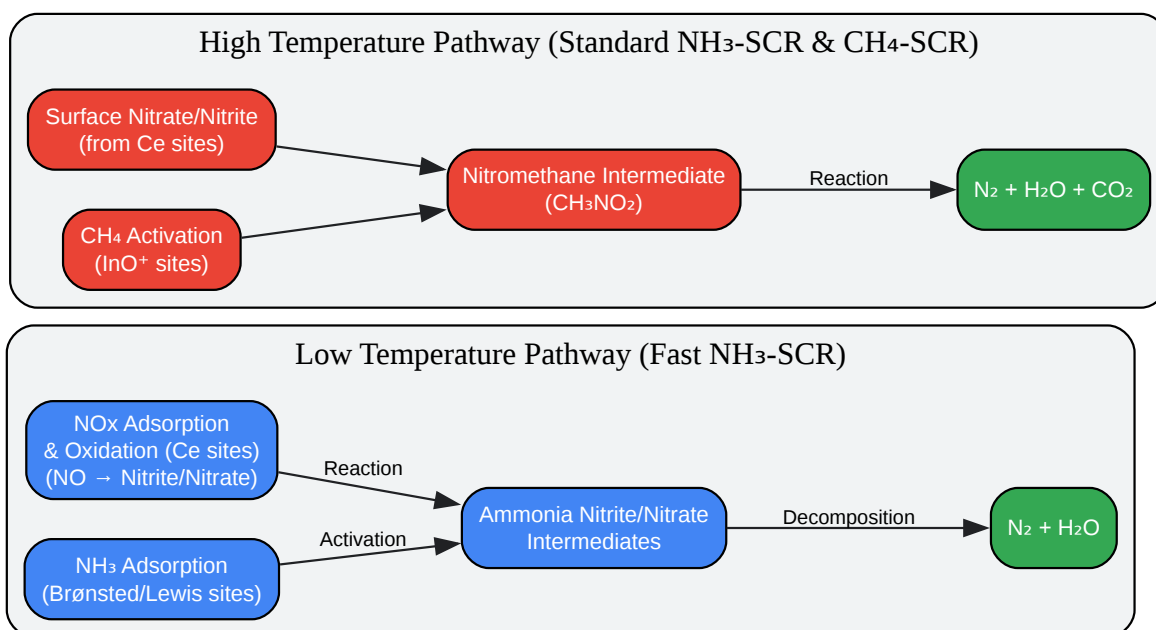 High Temperature Pathway (Standard NH₃-SCR & CH₄-SCR)
Surface Nitrate/Nitrite
(from Ce sites)
CH₄ Activation
(InO⁺ sites)
Nitromethane Intermediate
(CH₃NO₂)
Reaction
N₂ + H₂O + CO₂
Low Temperature Pathway (Fast NH₃-SCR)
NOx Adsorption
& Oxidation (Ce sites)
(NO → Nitrite/Nitrate)
Reaction
NH₃ Adsorption
(Brønsted/Lewis sites)
Activation
Ammonia Nitrite/Nitrate
Intermediates
Decomposition
N₂ + H₂O